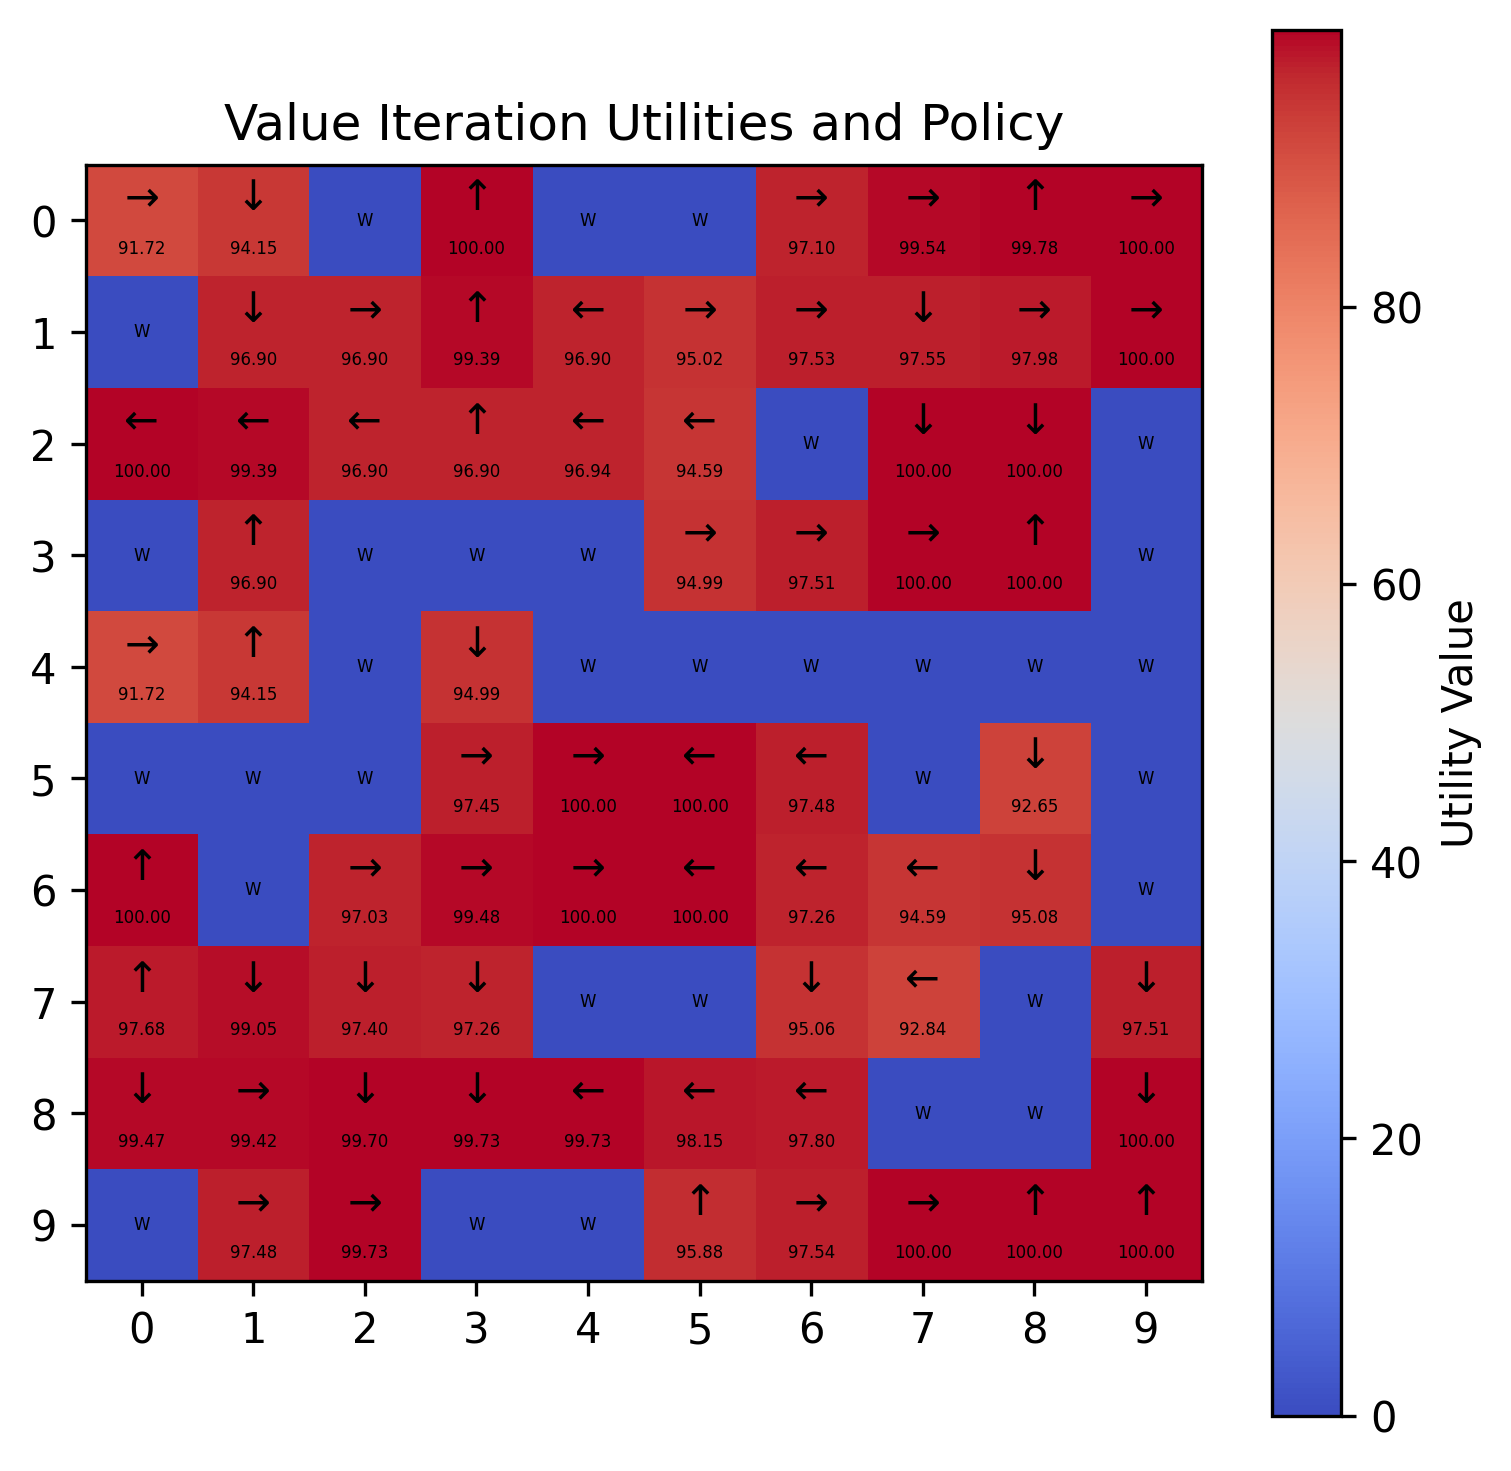 Value Iteration Utilities and Policy
0 → ↓ W ↑ W W → → ↑ →
91.72 94.15 100.00 97.10 99.54 99.78 100.00
1 W ↓ → ↑ ← → → ↓ → →
96.90 96.90 99.39 96.90 95.02 97.53 97.55 97.98 100.00
2 ← ← ← ↑ ← ← W ↓ ↓ W
100.00 99.39 96.90 96.90 96.94 94.59 100.00 100.00
3 W ↑ W W W → → → ↑ W
96.90 94.99 97.51 100.00 100.00
4 → ↑ W ↓ W W W W W W
91.72 94.15 94.99
5 W W W → → ← ← W ↓ W
97.45 100.00 100.00 97.48 92.65
6 ↑ W → → → ← ← ← ↓ W
100.00 97.03 99.48 100.00 100.00 97.26 94.59 95.08
7 ↑ ↓ ↓ ↓ W W ↓ ← W ↓
97.68 99.05 97.40 97.26 95.06 92.84 97.51
8 ↓ → ↓ ↓ ← ← ← W W ↓
99.47 99.42 99.70 99.73 99.73 98.15 97.80 100.00
9 W → → W W ↑ → → ↑ ↑
97.48 99.73 95.88 97.54 100.00 100.00 100.00
0 1 2 3 4 5 6 7 8 9
80
60
40
20
0
Utility Value